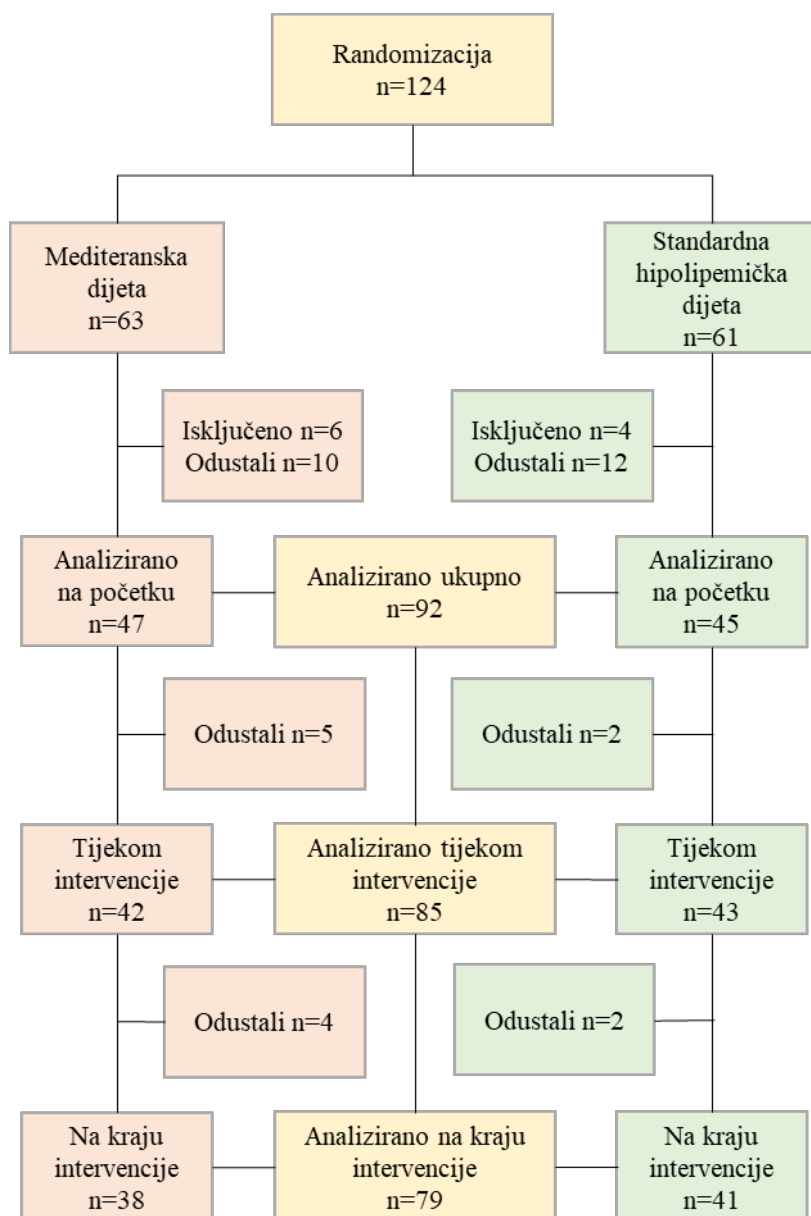 Randomizacija
n=124
Mediteranska
dijeta
n=63
Standardna
hipolipemička
dijeta
n=61
Isključeno n=6
Odustali n=10
Isključeno n=4
Odustali n=12
Analizirano
na početku
n=47
Analizirano ukupno
n=92
Analizirano
na početku
n=45
Odustali n=5
Odustali n=2
Tijekom
intervencije
n=42
Analizirano tijekom
intervencije
n=85
Tijekom
intervencije
n=43
Odustali n=4
Odustali n=2
Na kraju
intervencije
n=38
Analizirano na kraju
intervencije
n=79
Na kraju
intervencije
n=41